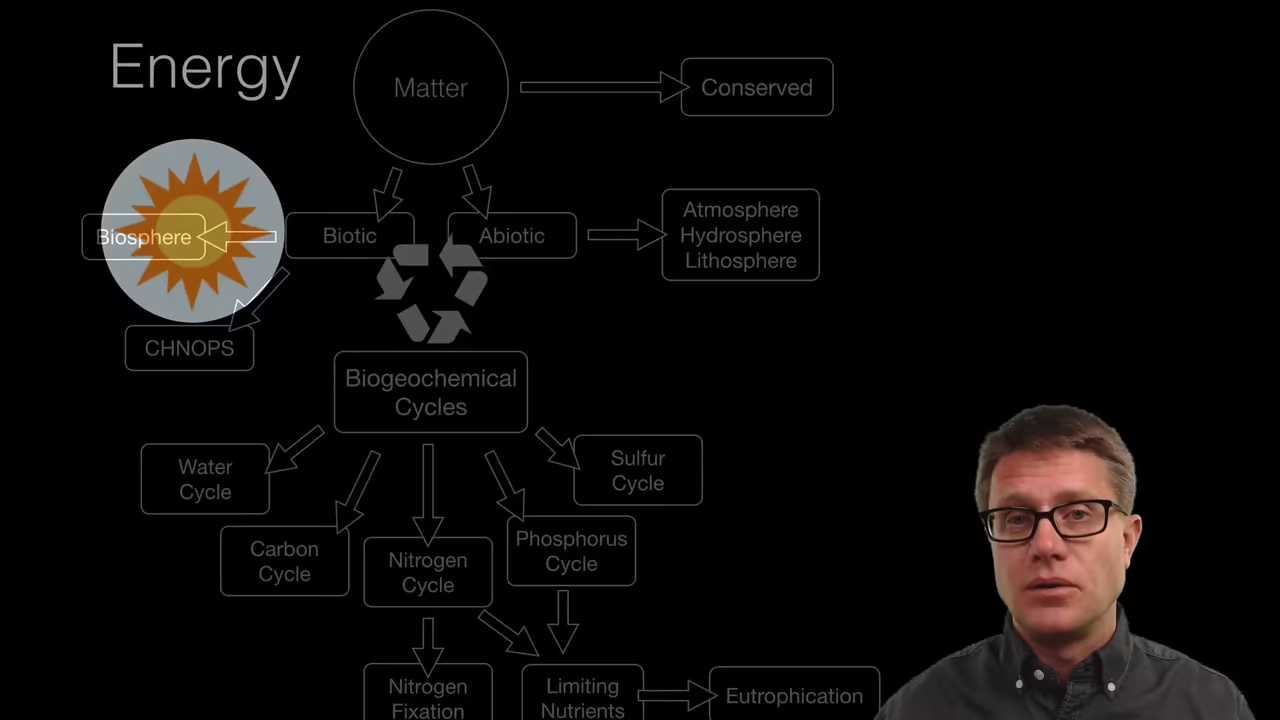 Energy
Matter
Conserved
Biosphere
Biotic
Abiotic
Atmosphere
Hydrosphere
Lithosphere
CHNOPS
Biogeochemical
Cycles
Water
Cycle
Sulfur
Cycle
Carbon
Cycle
Nitrogen
Cycle
Phosphorus
Cycle
Nitrogen
Fixation
Limiting
Nutrients
Eutrophication